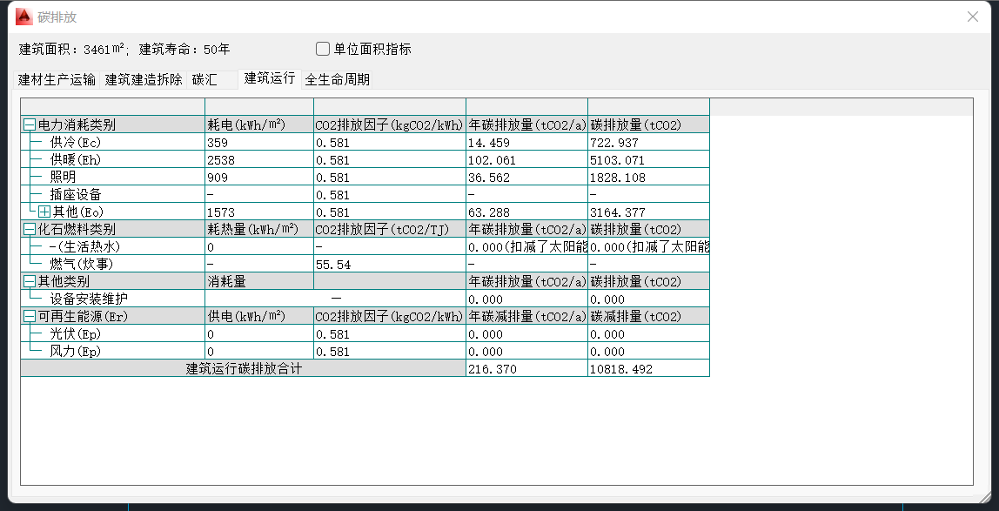 碳排放
建筑面积：3461㎡；建筑寿命：50年 单位面积指标
建材生产运输 建筑建造拆除 碳汇 建筑运行 全生命周期
电力消耗类别 耗电(kWh/㎡) CO2排放因子(kgCO2/kWh) 年碳排放量(tCO2/a) 碳排放量(tCO2)
供冷(Ec) 359 0.581 14.459 722.937
供暖(Eh) 2538 0.581 102.061 5103.071
照明 909 0.581 36.562 1828.108
插座设备 - 0.581 - -
其他(Eo) 1573 0.581 63.288 3164.377
化石燃料类别 耗热量(kWh/㎡) CO2排放因子(tCO2/TJ) 年碳排放量(tCO2/a) 碳排放量(tCO2)
-(生活热水) 0 - 0.000(扣减了太阳能 0.000(扣减了太阳能
燃气(炊事) - 55.54 - -
其他类别 消耗量 年碳排放量(tCO2/a) 碳排放量(tCO2)
设备安装维护 — 0.000 0.000
可再生能源(Er) 供电(kWh/㎡) CO2排放因子(kgCO2/kWh) 年碳减排量(tCO2/a) 碳减排量(tCO2)
光伏(Ep) 0 0.581 0.000 0.000
风力(Ep) 0 0.581 0.000 0.000
建筑运行碳排放合计 216.370 10818.492